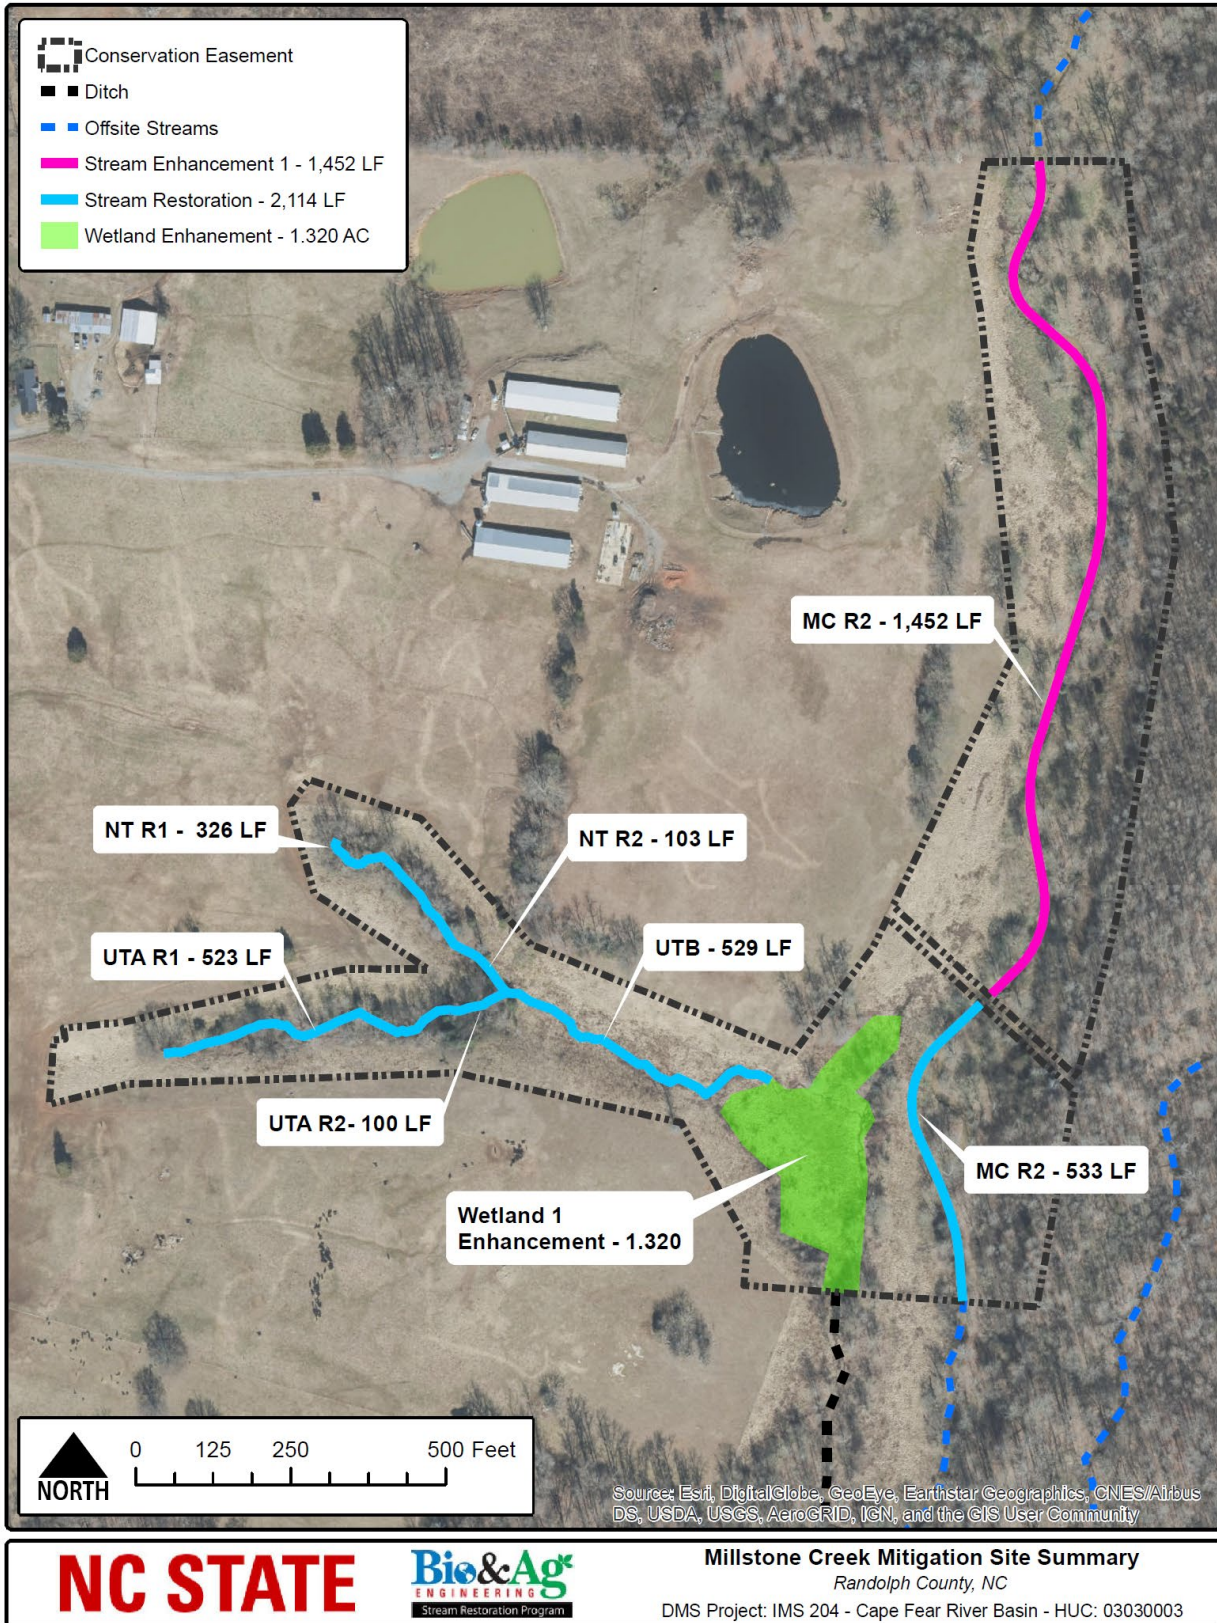 Conservation Easement
Ditch
Offsite Streams
Stream Enhancement 1 - 1,452 LF
Stream Restoration - 2,114 LF
Wetland Enhanement - 1.320 AC
MC R2 - 1,452 LF
NT R1 - 326 LF
NT R2 - 103 LF
UTA R1 - 523 LF
UTB - 529 LF
UTA R2- 100 LF
MC R2 - 533 LF
Wetland 1
Enhancement - 1.320
0 125 250 500 Feet
NORTH
Source: Esri, DigitalGlobe, GeoEye, Earthstar Geographics, CNES/Airbus
DS, USDA, USGS, AeroGRID, IGN, and the GIS User Community
NC STATE
Bio&Ag
ENGINEERING
Stream Restoration Program
Millstone Creek Mitigation Site Summary
Randolph County, NC
DMS Project: IMS 204 - Cape Fear River Basin - HUC: 03030003